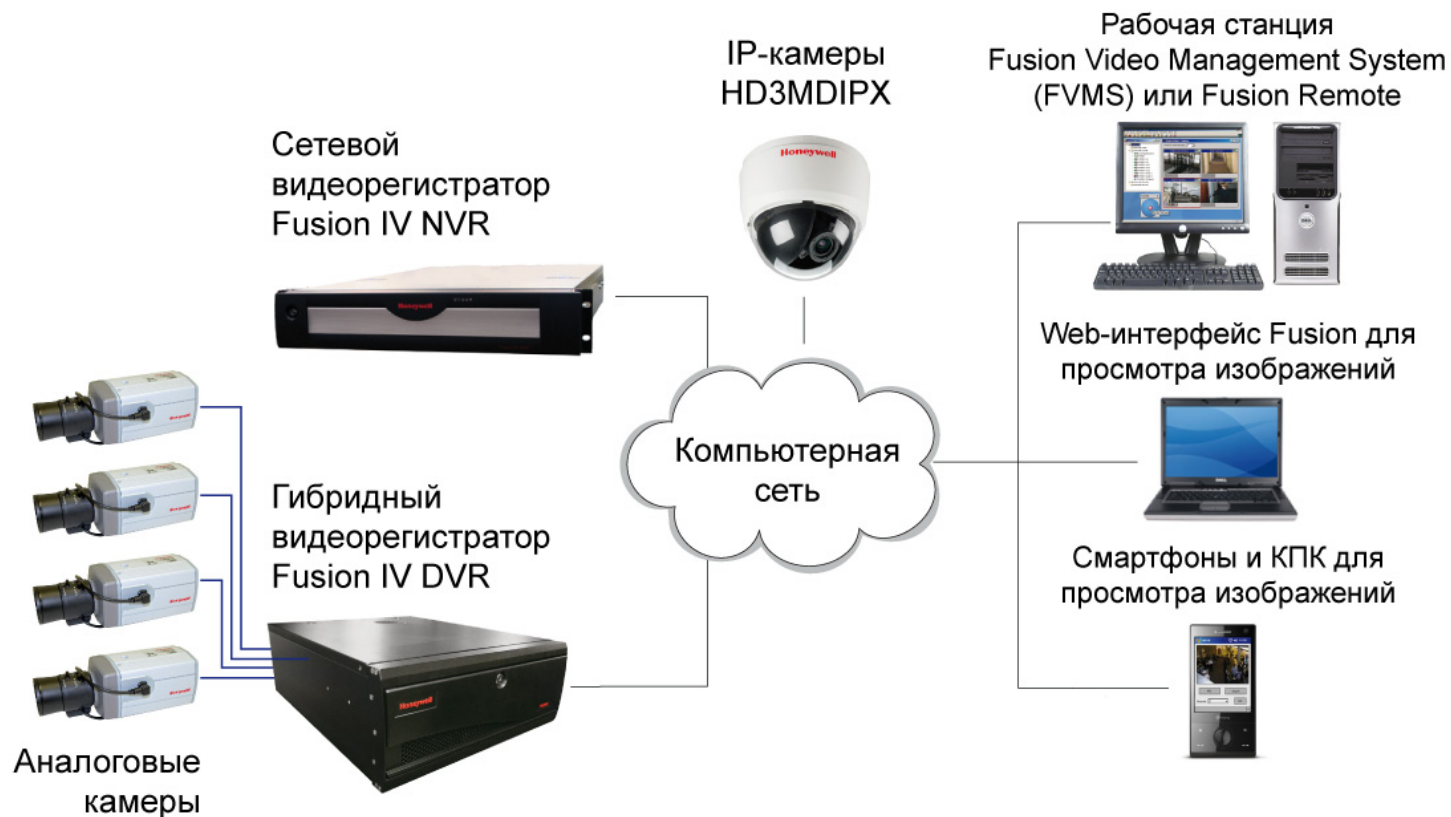 Рабочая станция
Fusion Video Management System
(FVMS) или Fusion Remote
IP-камеры
HD3MDIPX
Honeywell
Сетевой
видеорегистратор
Fusion IV NVR
Honeywell
Web-интерфейс Fusion для
просмотра изображений
Компьютерная
сеть
Гибридный
видеорегистратор
Fusion IV DVR
Honeywell
Смартфоны и КПК для
просмотра изображений
Аналоговые
камеры